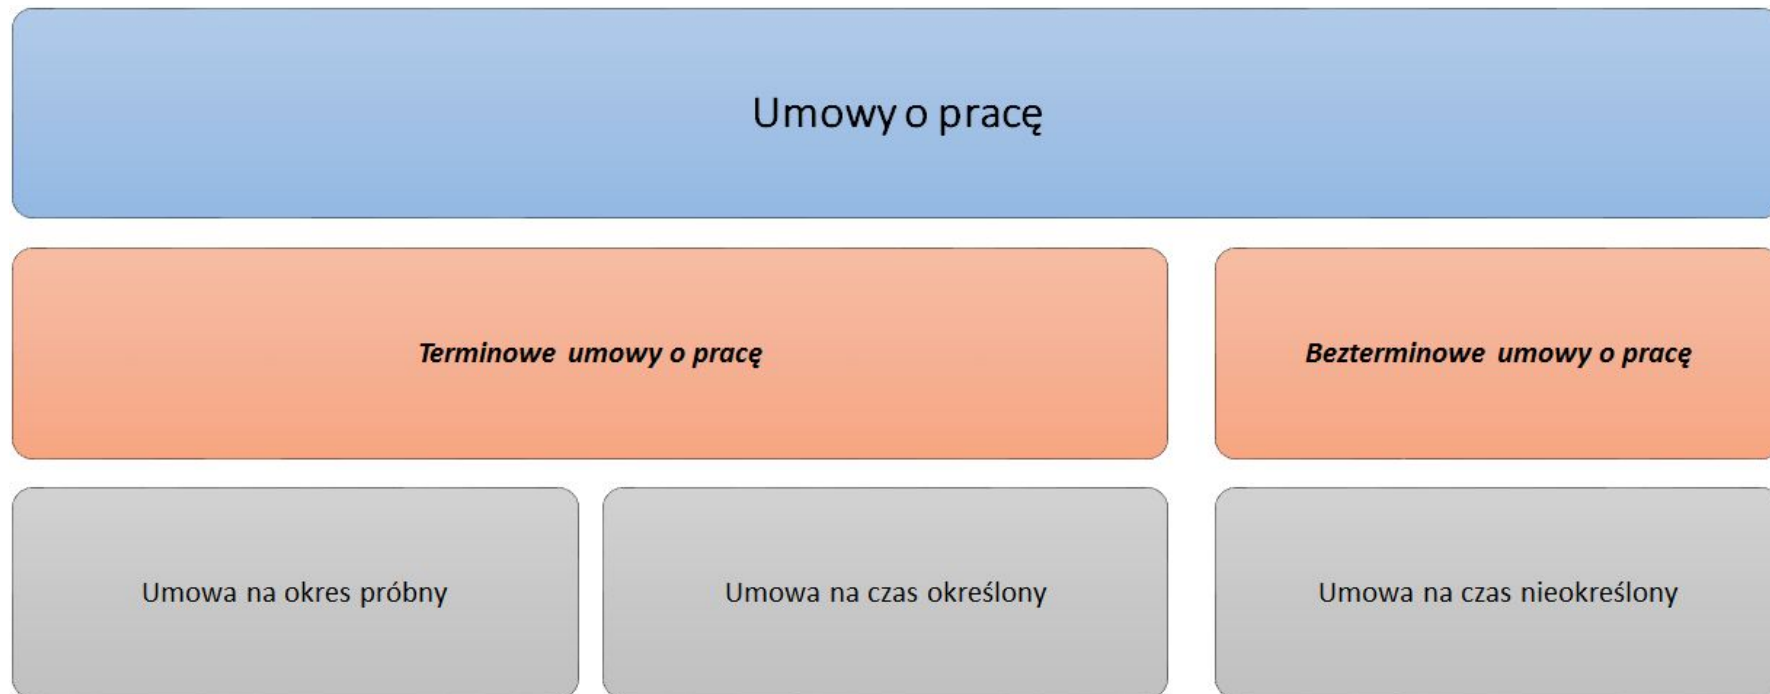 Umowy o pracę
Terminowe umowy o pracę
Bezterminowe umowy o pracę
Umowa na okres próbny
Umowa na czas określony
Umowa na czas nieokreślony